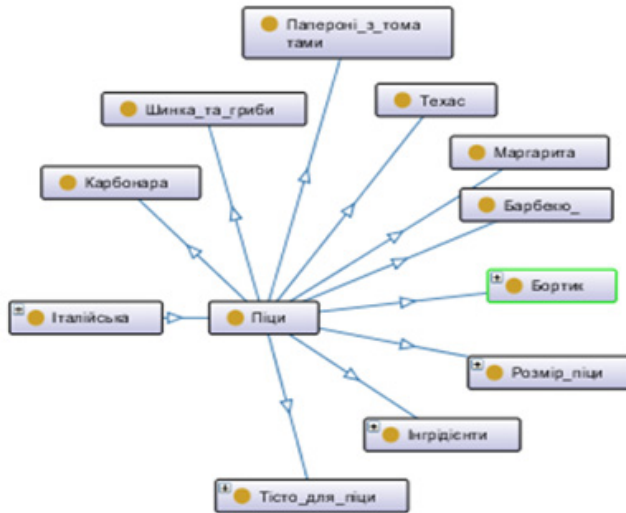 Папероні_з_тома
тами
Техас
Шинка_та_гриби
Маргарита
Карбонара
Барбекю_
Бортик
Італійська
Піци
Розмір_піци
Інгрідієнти
Тісто_для_піци